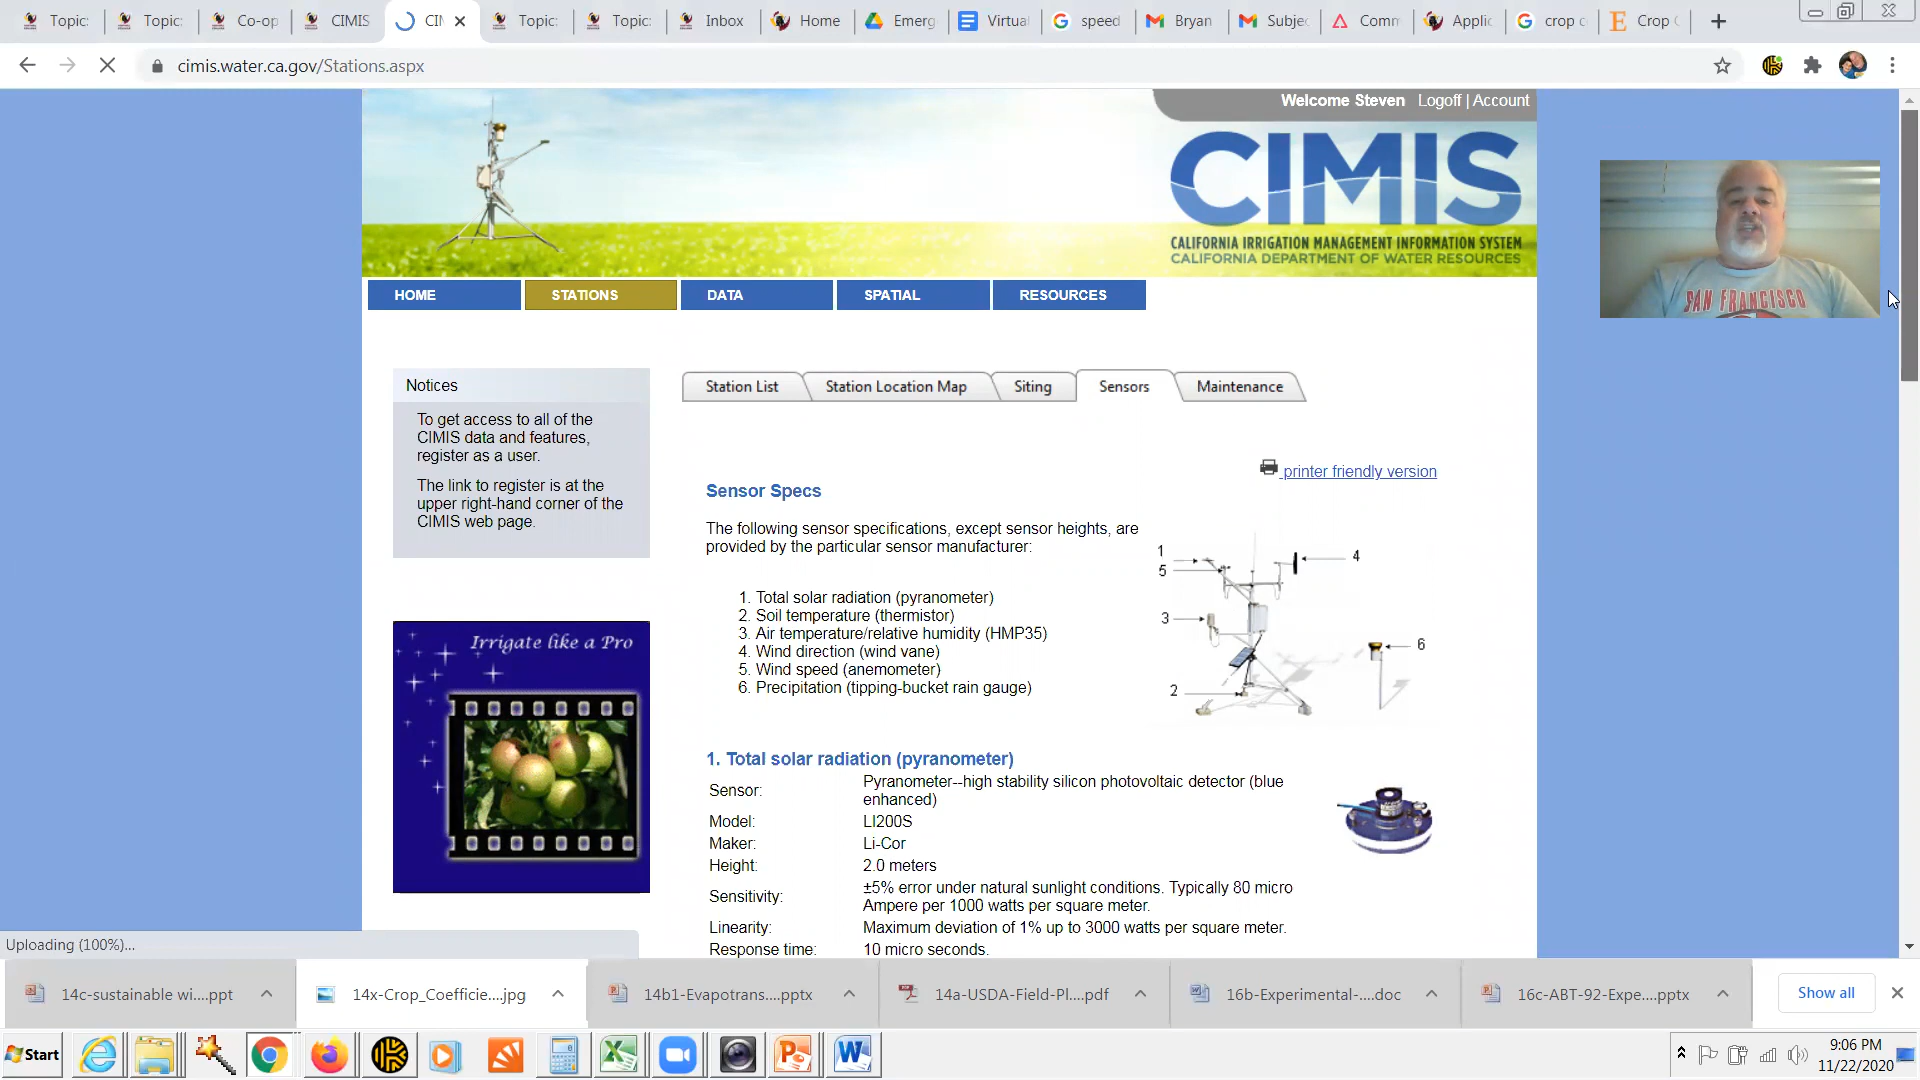 Topic:
Topic:
Co-op
CIMIS
CIM
Topic:
Topic:
Inbox
Home
Emerg
Virtual
speed
Bryan
Subjec
Comm
Applic
crop c
Crop C
cimis.water.ca.gov/Stations.aspx
Welcome Steven Logoff | Account
CIMIS
CALIFORNIA IRRIGATION MANAGEMENT INFORMATION SYSTEM
CALIFORNIA DEPARTMENT OF WATER RESOURCES
HOME
STATIONS
DATA
SPATIAL
RESOURCES
SAN FRANCISCO
Notices
To get access to all of the
CIMIS data and features,
register as a user.
The link to register is at the
upper right-hand corner of the
CIMIS web page.
Irrigate like a Pro
Station List
Station Location Map
Siting
Sensors
Maintenance
printer friendly version
Sensor Specs
The following sensor specifications, except sensor heights, are
provided by the particular sensor manufacturer:
1. Total solar radiation (pyranometer)
2. Soil temperature (thermistor)
3. Air temperature/relative humidity (HMP35)
4. Wind direction (wind vane)
5. Wind speed (anemometer)
6. Precipitation (tipping-bucket rain gauge)
1
5
4
3
6
2
1. Total solar radiation (pyranometer)
Sensor: Pyranometer--high stability silicon photovoltaic detector (blue
enhanced)
Model: LI200S
Maker: Li-Cor
Height: 2.0 meters
Sensitivity: ±5% error under natural sunlight conditions. Typically 80 micro
Ampere per 1000 watts per square meter.
Linearity: Maximum deviation of 1% up to 3000 watts per square meter.
Response time: 10 micro seconds.
Uploading (100%)...
14c-sustainable wi....ppt
14x-Crop_Coefficie....jpg
14b1-Evapotrans....pptx
14a-USDA-Field-Pl....pdf
16b-Experimental-....doc
16c-ABT-92-Expe....pptx
Show all
Start
9:06 PM
11/22/2020